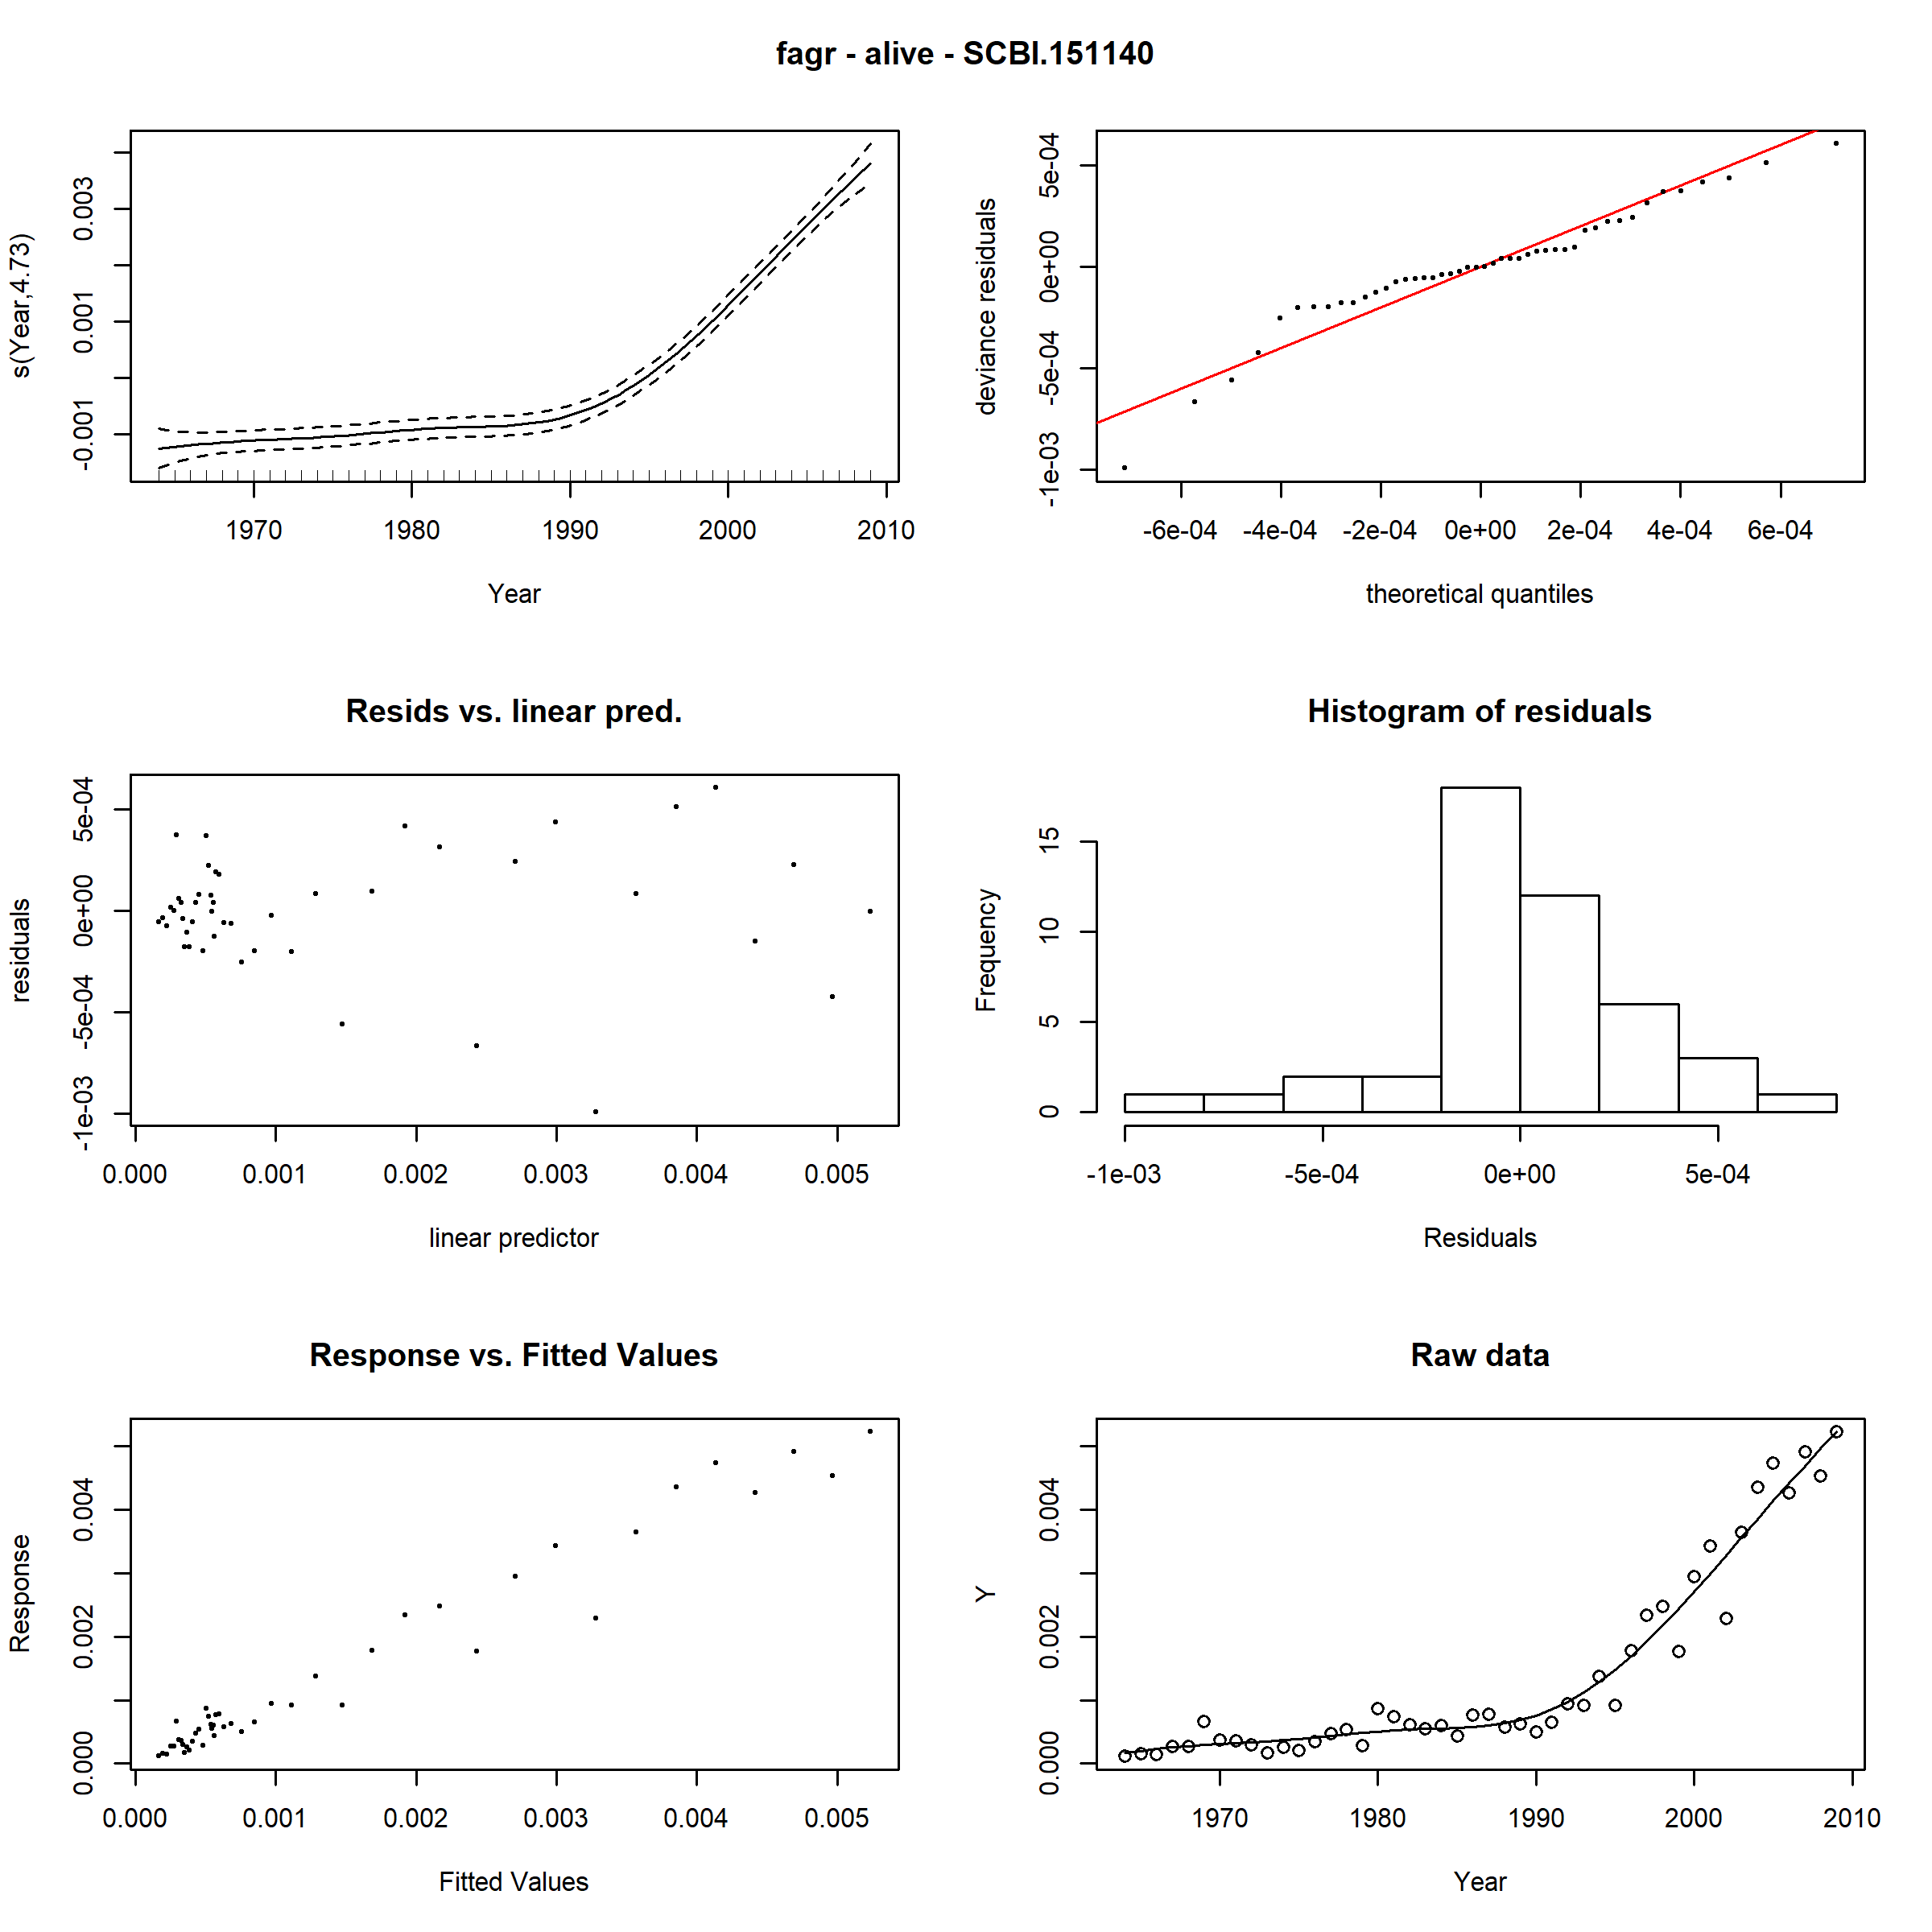 fagr - alive - SCBI.151140
s(Year,4.73)
-0.001 0.001 0.003
1970 1980 1990 2000 2010
Year
deviance residuals
-1e-03 -5e-04 0e+00 5e-04
-6e-04 -4e-04 -2e-04 0e+00 2e-04 4e-04 6e-04
theoretical quantiles
Resids vs. linear pred.
residuals
-1e-03 -5e-04 0e+00 5e-04
0.000 0.001 0.002 0.003 0.004 0.005
linear predictor
Histogram of residuals
Frequency
0 5 10 15
-1e-03 -5e-04 0e+00 5e-04
Residuals
Response vs. Fitted Values
Response
0.000 0.002 0.004
0.000 0.001 0.002 0.003 0.004 0.005
Fitted Values
Raw data
Y
0.000 0.002 0.004
1970 1980 1990 2000 2010
Year